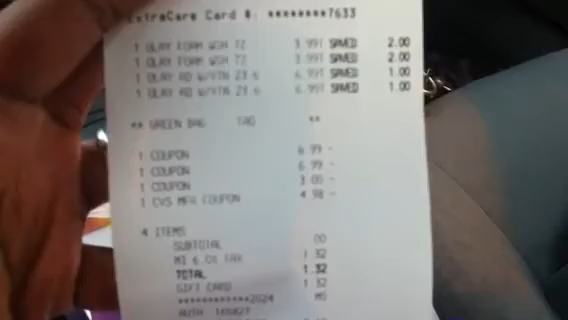 ExtraCare Card #: ********7633
1 OLAY FOAM WSH 7Z 3.99T SAVED 2.00
1 OLAY FOAM WSH 7Z 3.99T SAVED 2.00
1 OLAY RD W/VTN 23.6 6.99T SAVED 1.00
1 OLAY RD W/VTN 23.6 6.99T SAVED 1.00
** GREEN BAG TAG **
1 COUPON 6.99-
1 COUPON 6.99-
1 COUPON 3.00-
1 CVS MFR COUPON 4.98-
4 ITEMS
SUBTOTAL .00
MI 6.0% TAX 1.32
TOTAL 1.32
GIFT CARD 1.32
************2024 MS
AUTH